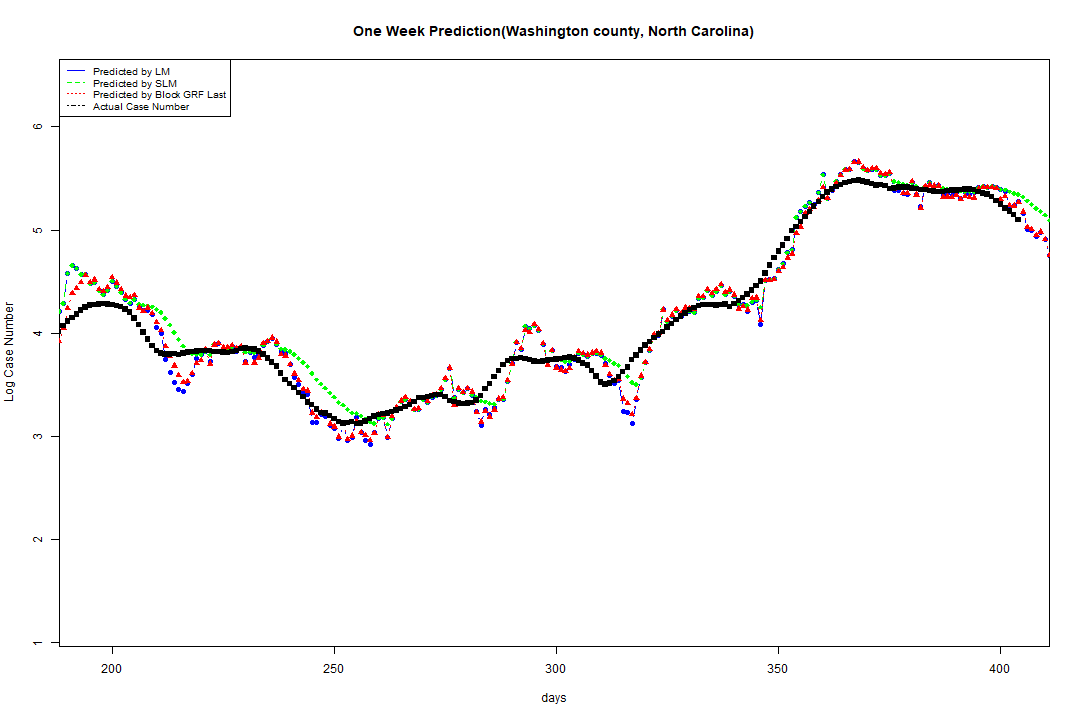 One Week Prediction(Washington county, North Carolina)
Predicted by LM
Predicted by SLM
Predicted by Block GRF Last
Actual Case Number
6
5
4
3
2
1
Log Case Number
200 250 300 350 400
days